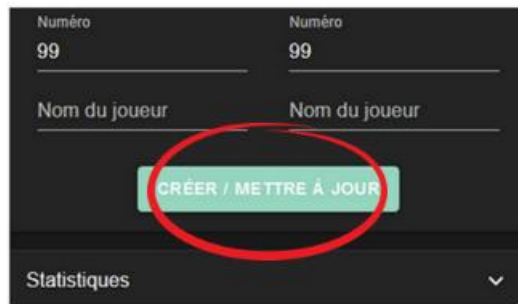 Numéro Numéro
99 99
Nom du joueur Nom du joueur
CRÉER / METTRE À JOUR
Statistiques